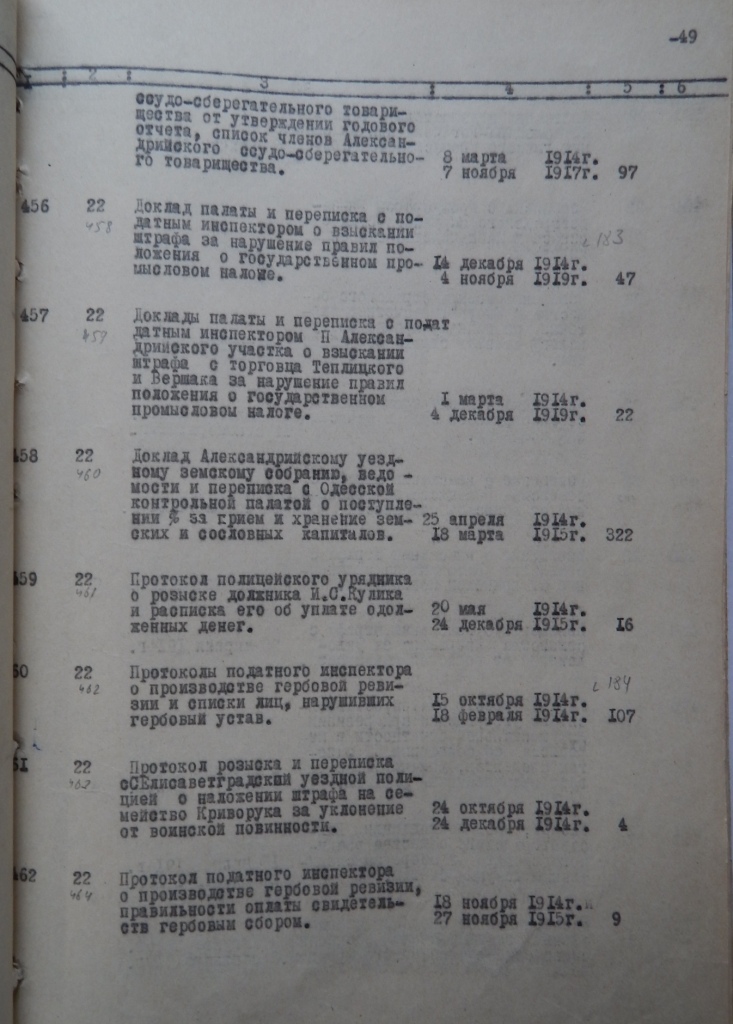 -49
1 : 2 : 3 : 4 : 5 : 6
ссудо-сберегательного товари-
щества от утверждении годового
отчета, список членов Алексан-
дрийского ссудо-сберегательно-
го товарищества.
8 марта 1914г.
7 ноября 1917г. 97
456 22 Доклад палаты и переписка с по-
458 датным инспектором о взыскании
штрафа за нарушение правил по-
с 183
ложения о государственном про- 14 декабря 1914г.
мысловом налоне. 4 ноября 1919г. 47
457 22 Доклады палаты и переписка с подат
459 датным инспектором II Алексан-
дрийского участка о взыскании
штрафа с торговца Теплицкого
и Вершака за нарушение правил
положения о государственном 1 марта 1914г.
промысловом налоге. 4 декабря 1919г. 22
458 22 Доклад Александрийскому уезд-
460 ному земскому собранию, ведо -
мости и переписка с Одесской
контрольной палатой о поступле-
нии % за прием и хранение зем- 25 апреля 1914г.
ских и сословных капиталов. 18 марта 1915г. 322
459 22 Протокол полицейского урядника
461 о розыске должника И.С.Кулика
и расписка его об уплате одол- 20 мая 1914г.
женных денег. 24 декабря 1915г. 16
60 22 Протоколы податного инспектора
462 о производстве гербовой реви-
с 184
зии и списки лиц, нарушивших 15 октября 1914г.
гербовый устав. 18 февраля 1914г. 107
61 22 Протокол розыска и переписка
463 сСЕлисаветградский уездной поли-
цией о наложении штрафа на се-
мейство Криворука за уклонение 24 октября 1914г.
от воинской повинности. 24 декабря 1914г. 4
462 22 Протокол податного инспектора
464 о производстве гербовой ревизии,
правильности оплаты свидетель- 18 ноября 1914г.
ств гербовым сбором. 27 ноября 1915г. 9